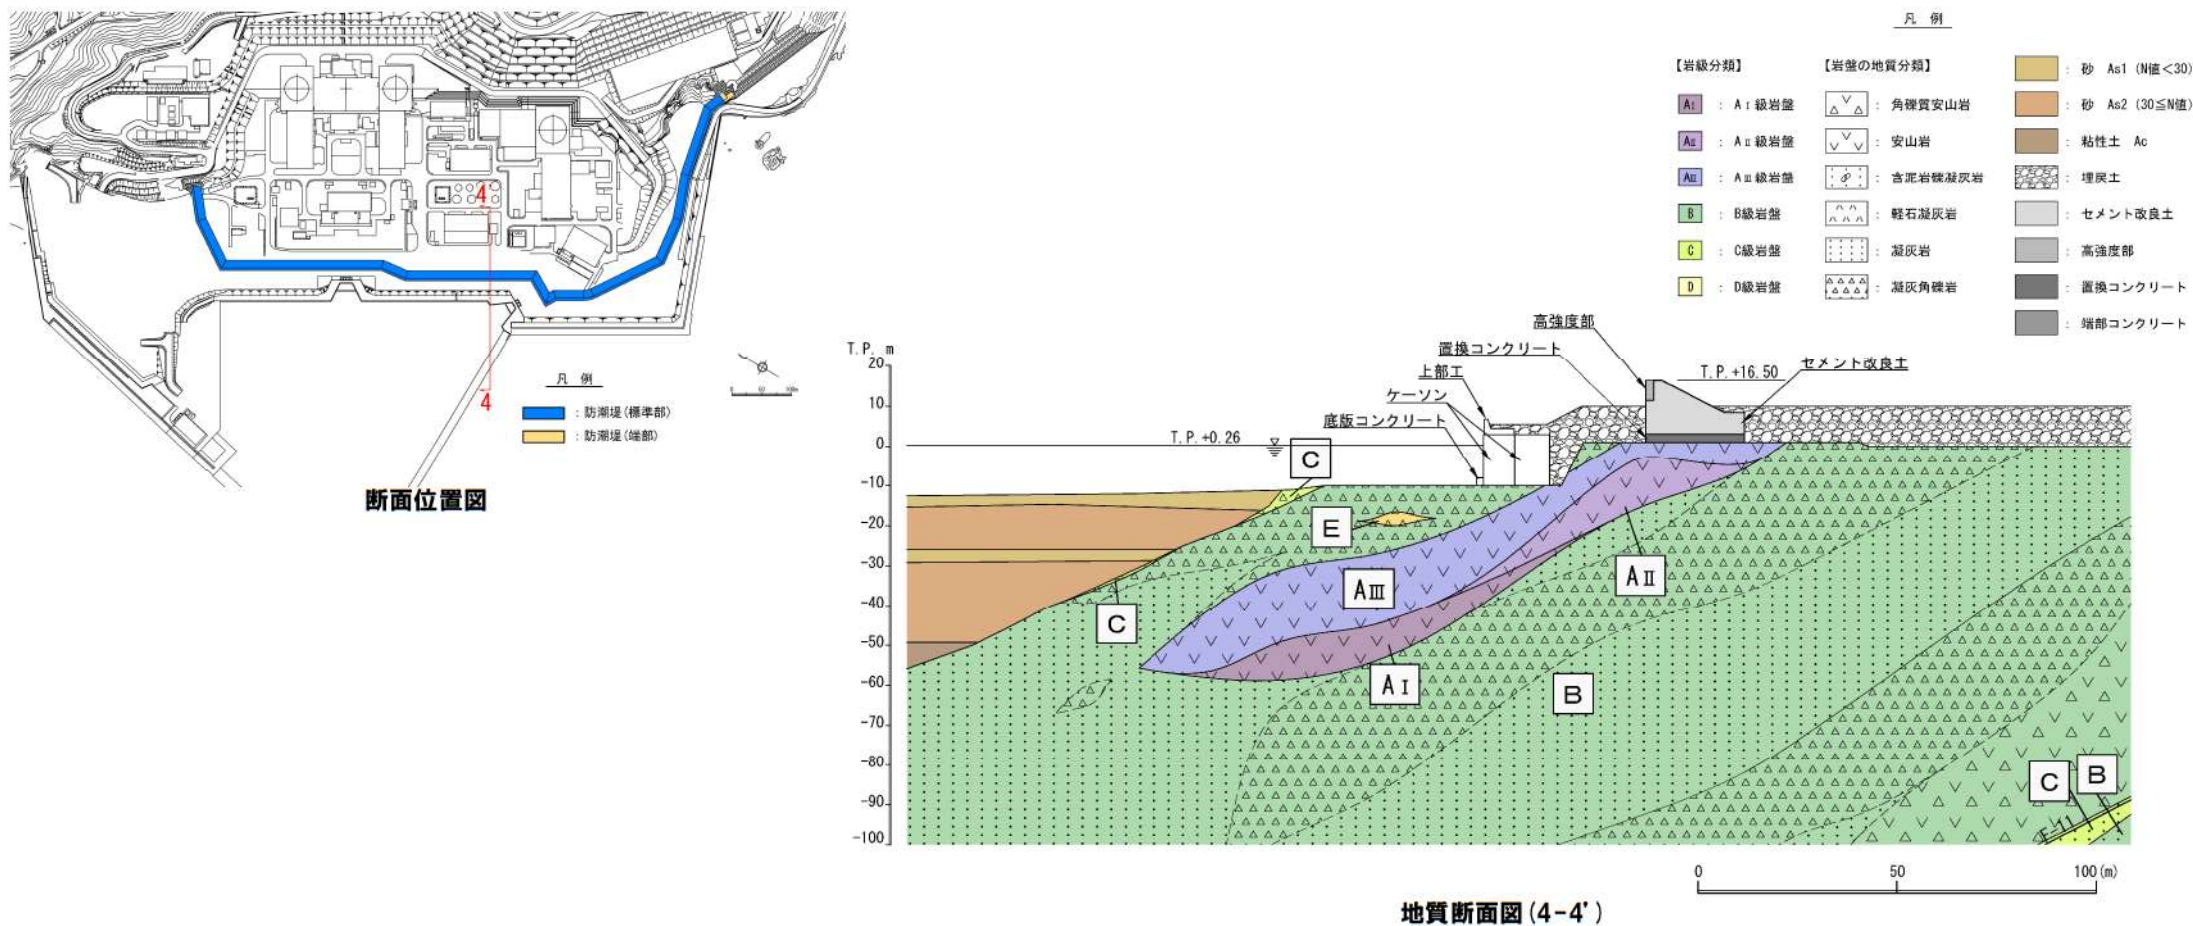 4'
4
凡 例
: 防潮堤(標準部)
: 防潮堤(端部)
0 50 100m
断面位置図
凡 例
【岩級分類】
AⅠ : AⅠ級岩盤
AⅡ : AⅡ級岩盤
AⅢ : AⅢ級岩盤
B : B級岩盤
C : C級岩盤
D : D級岩盤
【岩盤の地質分類】
: 角礫質安山岩
: 安山岩
: 含泥岩礫凝灰岩
: 軽石凝灰岩
: 凝灰岩
: 凝灰角礫岩
: 砂 As1 (N値<30)
: 砂 As2 (30≦N値)
: 粘性土 Ac
: 埋戻土
: セメント改良土
: 高強度部
: 置換コンクリート
: 端部コンクリート
T.P. m
20
10
0
-10
-20
-30
-40
-50
-60
-70
-80
-90
-100
高強度部
置換コンクリート
上部工
ケーソン
底版コンクリート
セメント改良土
T.P.+16.50
T.P.+0.26
C
E
AⅢ
AⅡ
C
AⅠ
B
C
B
F-11
0 50 100(m)
地質断面図(4-4')